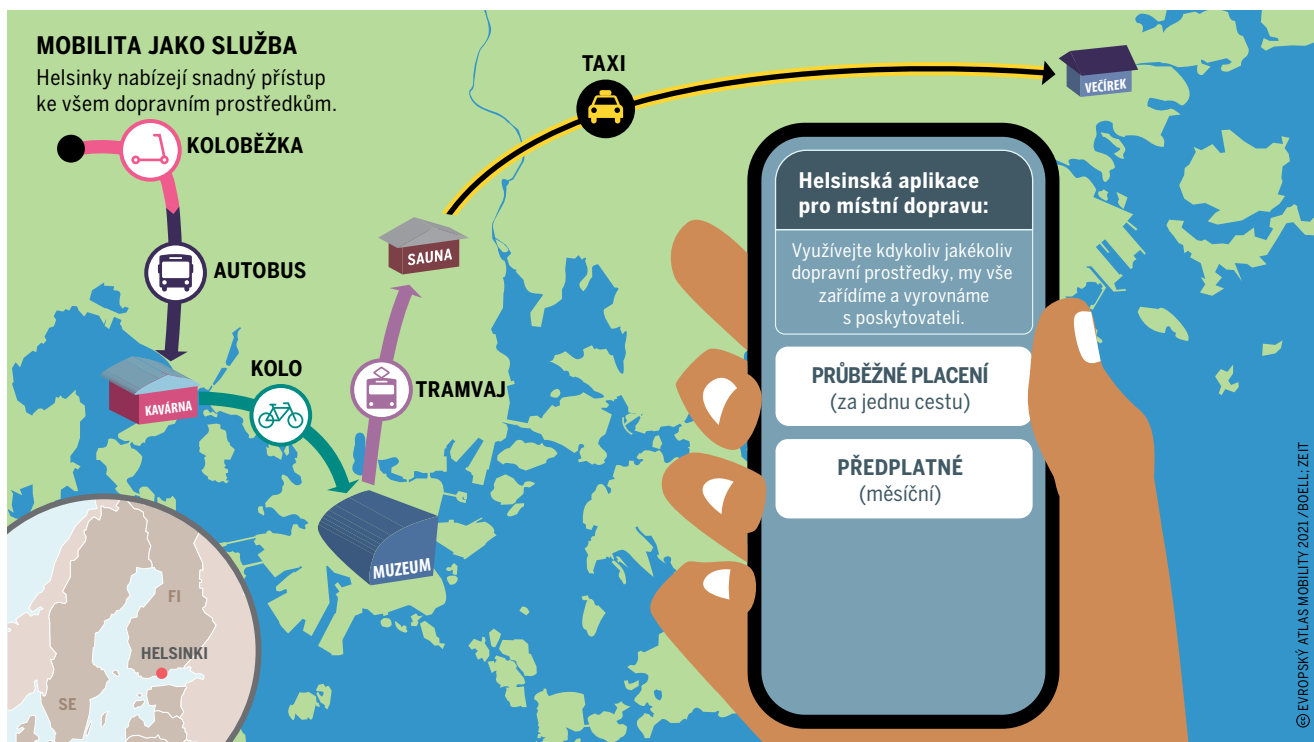 MOBILITA JAKO SLUŽBA
Helsinky nabízejí snadný přístup
ke všem dopravním prostředkům.
KOLOBĚŽKA
AUTOBUS
KAVÁRNA
KOLO
MUZEUM
TRAMVAJ
SAUNA
TAXI
VEČÍREK
Helsinská aplikace
pro místní dopravu:
Využívejte kdykoliv jakékoliv
dopravní prostředky, my vše
zařídíme a vyrovnáme
s poskytovateli.
PRŮBĚŽNÉ PLACENÍ
(za jednu cestu)
PŘEDPLATNÉ
(měsíční)
FI
HELSINKI
SE
🅭 EVROPSKÝ ATLAS MOBILITY 2021 / BOELL; ZEIT